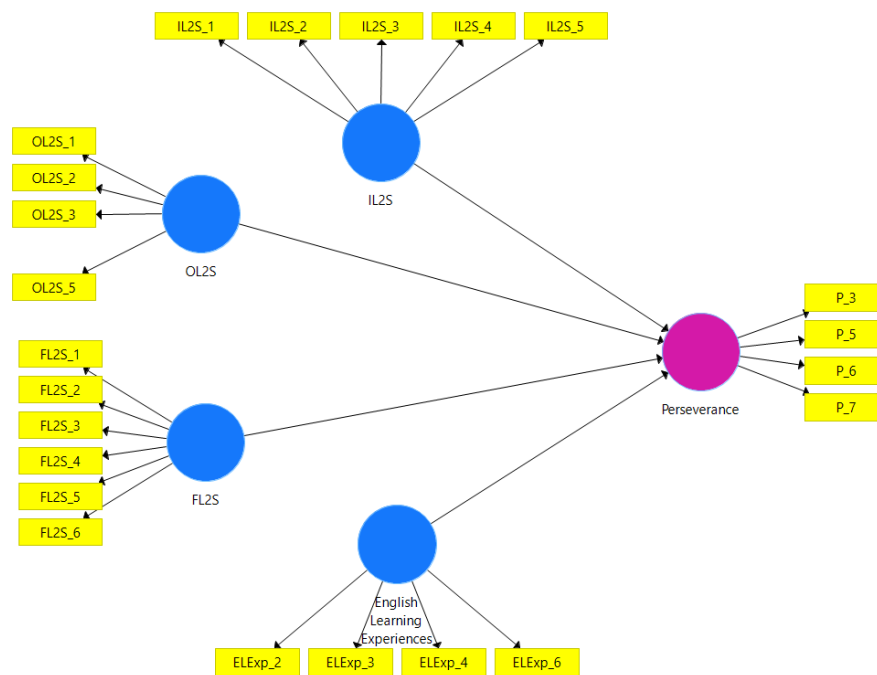 IL2S_1
IL2S_2
IL2S_3
IL2S_4
IL2S_5
IL2S
OL2S_1
OL2S_2
OL2S_3
OL2S_5
OL2S
FL2S_1
FL2S_2
FL2S_3
FL2S_4
FL2S_5
FL2S_6
FL2S
P_3
P_5
P_6
P_7
Perseverance
English
Learning
Experiences
ELExp_2
ELExp_3
ELExp_4
ELExp_6